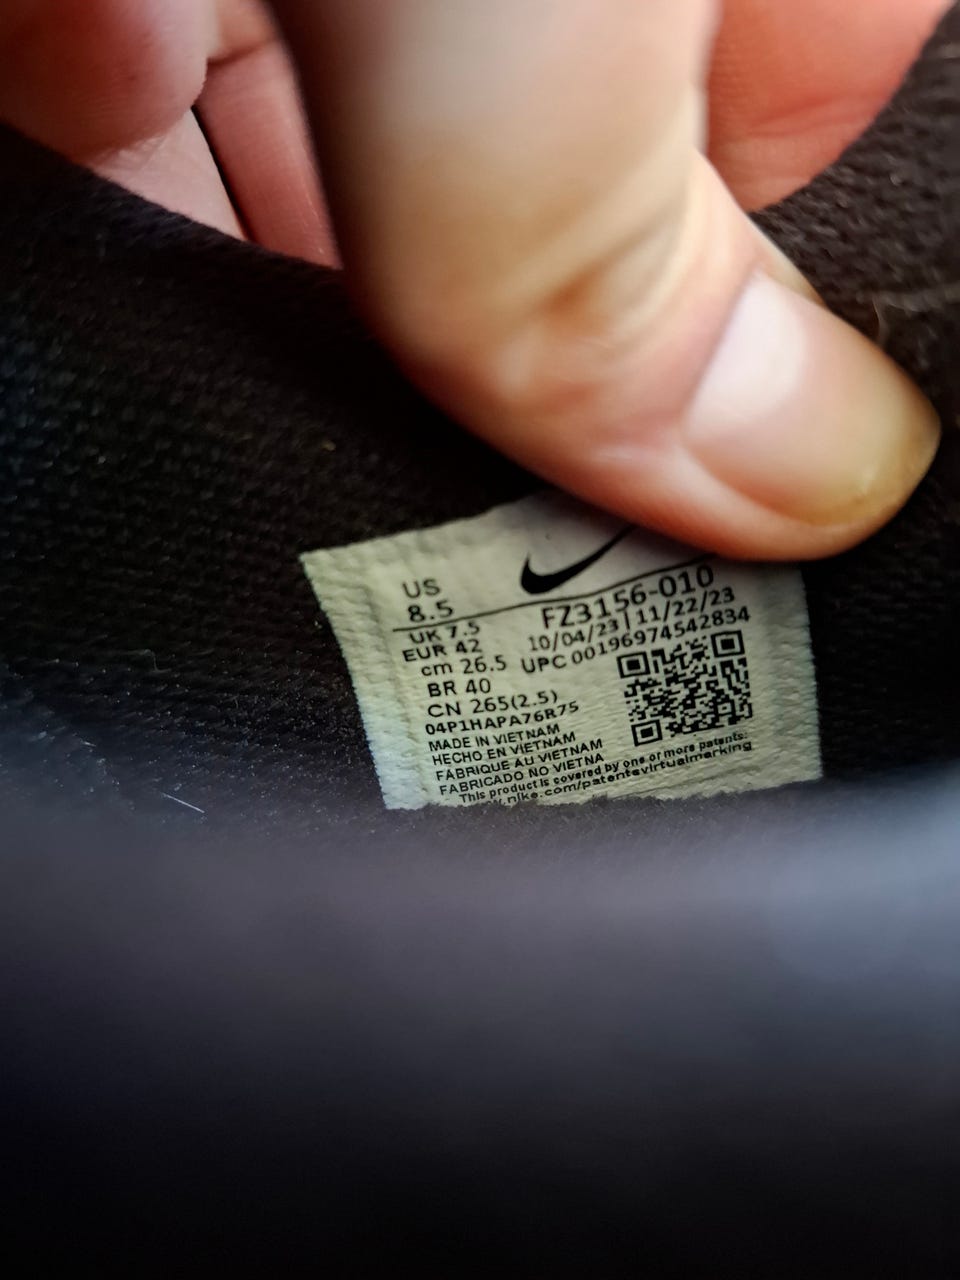 US
8.5
UK 7.5
EUR 42
cm 26.5
BR 40
CN 265(2.5)
04P1HAPA76R75
MADE IN VIETNAM
HECHO EN VIETNAM
FABRIQUE AU VIETNAM
FABRICADO NO VIETNA
FZ3156-010
10/04/23|11/22/23
UPC 00196974542834
This product is covered by one or more patents:
.nike.com/patentsvirtualmarking